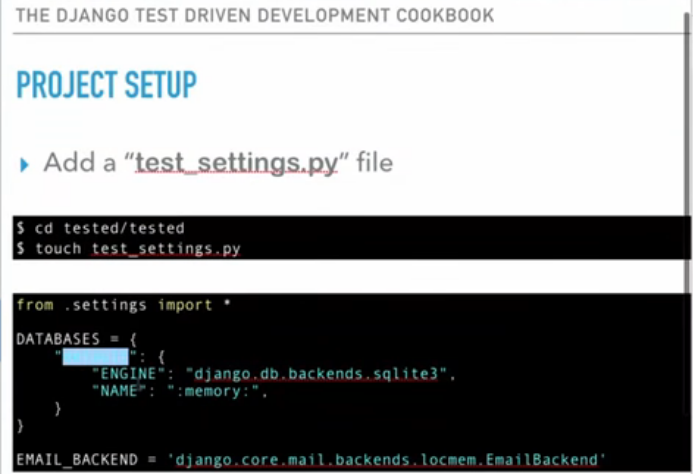 THE DJANGO TEST DRIVEN DEVELOPMENT COOKBOOK
PROJECT SETUP
Add a “test_settings.py” file
$ cd tested/tested
$ touch test_settings.py
from .settings import *
DATABASES = {
"": {
"ENGINE": "django.db.backends.sqlite3",
"NAME": ":memory:",
}
}
EMAIL_BACKEND = 'django.core.mail.backends.locmem.EmailBackend'